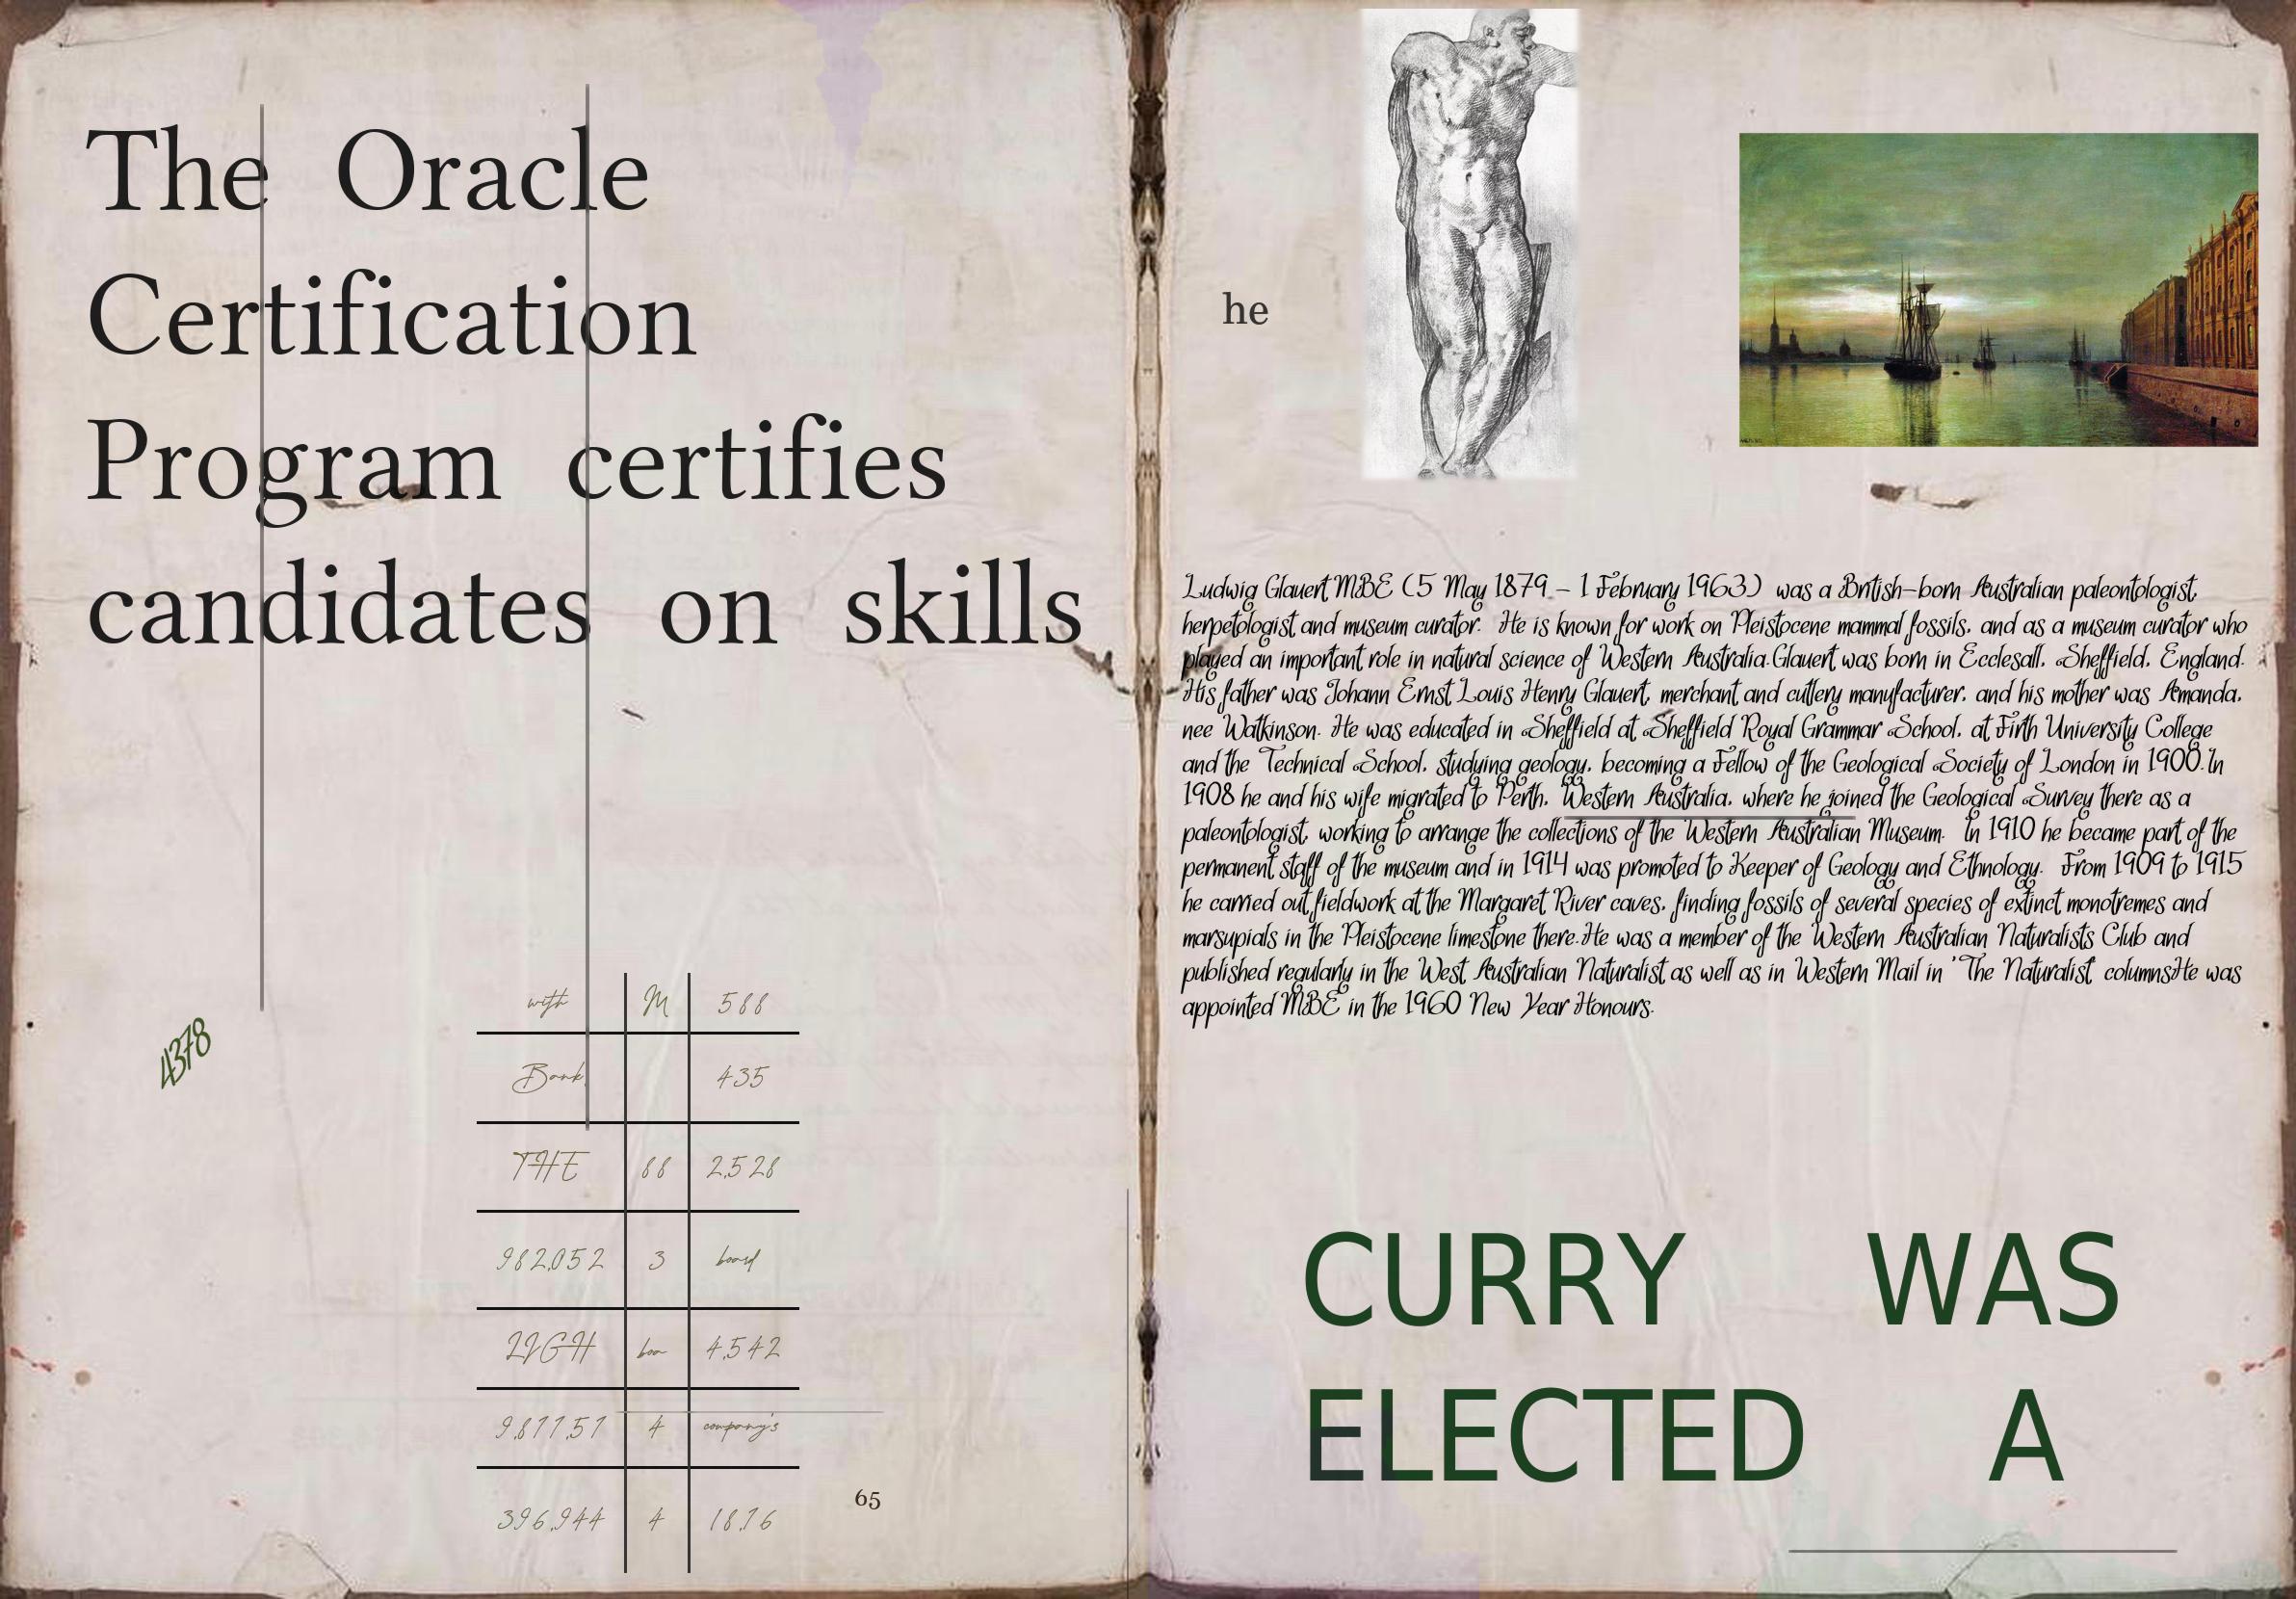 The Oracle
Certification
Program certifies
candidates on skills
4378
with M 588
Bank 435
THE 88 2,528
982,052 3 board
4,542
4 company's
396,944 4
65
he
Ludwig Glauert MBE (5 May 1879 – 1 February 1963) was a British-born Australian paleontologist,
herpetologist and museum curator. He is known for work on Pleistocene mammal fossils, and as a museum curator who
played an important role in natural science of Western Australia.Glauert was born in Ecclesall, Sheffield, England.
His father was Johann Ernst Louis Henry Glauert, merchant and cutlery manufacturer, and his mother was Amanda,
nee Watkinson. He was educated in Sheffield at Sheffield Royal Grammar School, at Firth University College
and the Technical School, studying geology, becoming a Fellow of the Geological Society of London in 1900.In
1908 he and his wife migrated to Perth, Western Australia, where he joined the Geological Survey there as a
paleontologist, working to arrange the collections of the Western Australian Museum. In 1910 he became part of the
permanent staff of the museum and in 1914 was promoted to Keeper of Geology and Ethnology. From 1909 to 1915
he carried out fieldwork at the Margaret River caves, finding fossils of several species of extinct monotremes and
marsupials in the Pleistocene limestone there.He was a member of the Western Australian Naturalists Club and
published regularly in the West Australian Naturalist as well as in Western Mail in 'The Naturalist' columnsHe was
appointed MBE in the 1960 New Year Honours.
CURRY WAS
ELECTED A